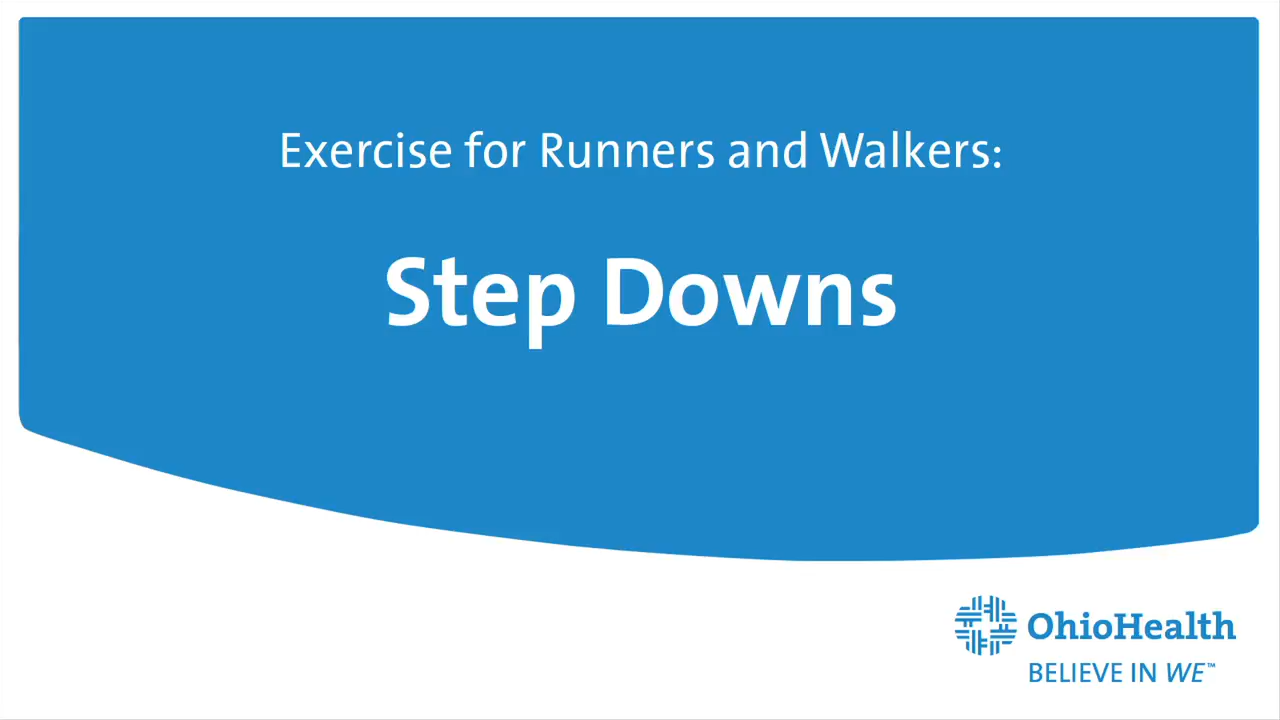 Exercise for Runners and Walkers:
Step Downs
OhioHealth
BELIEVE IN WE™